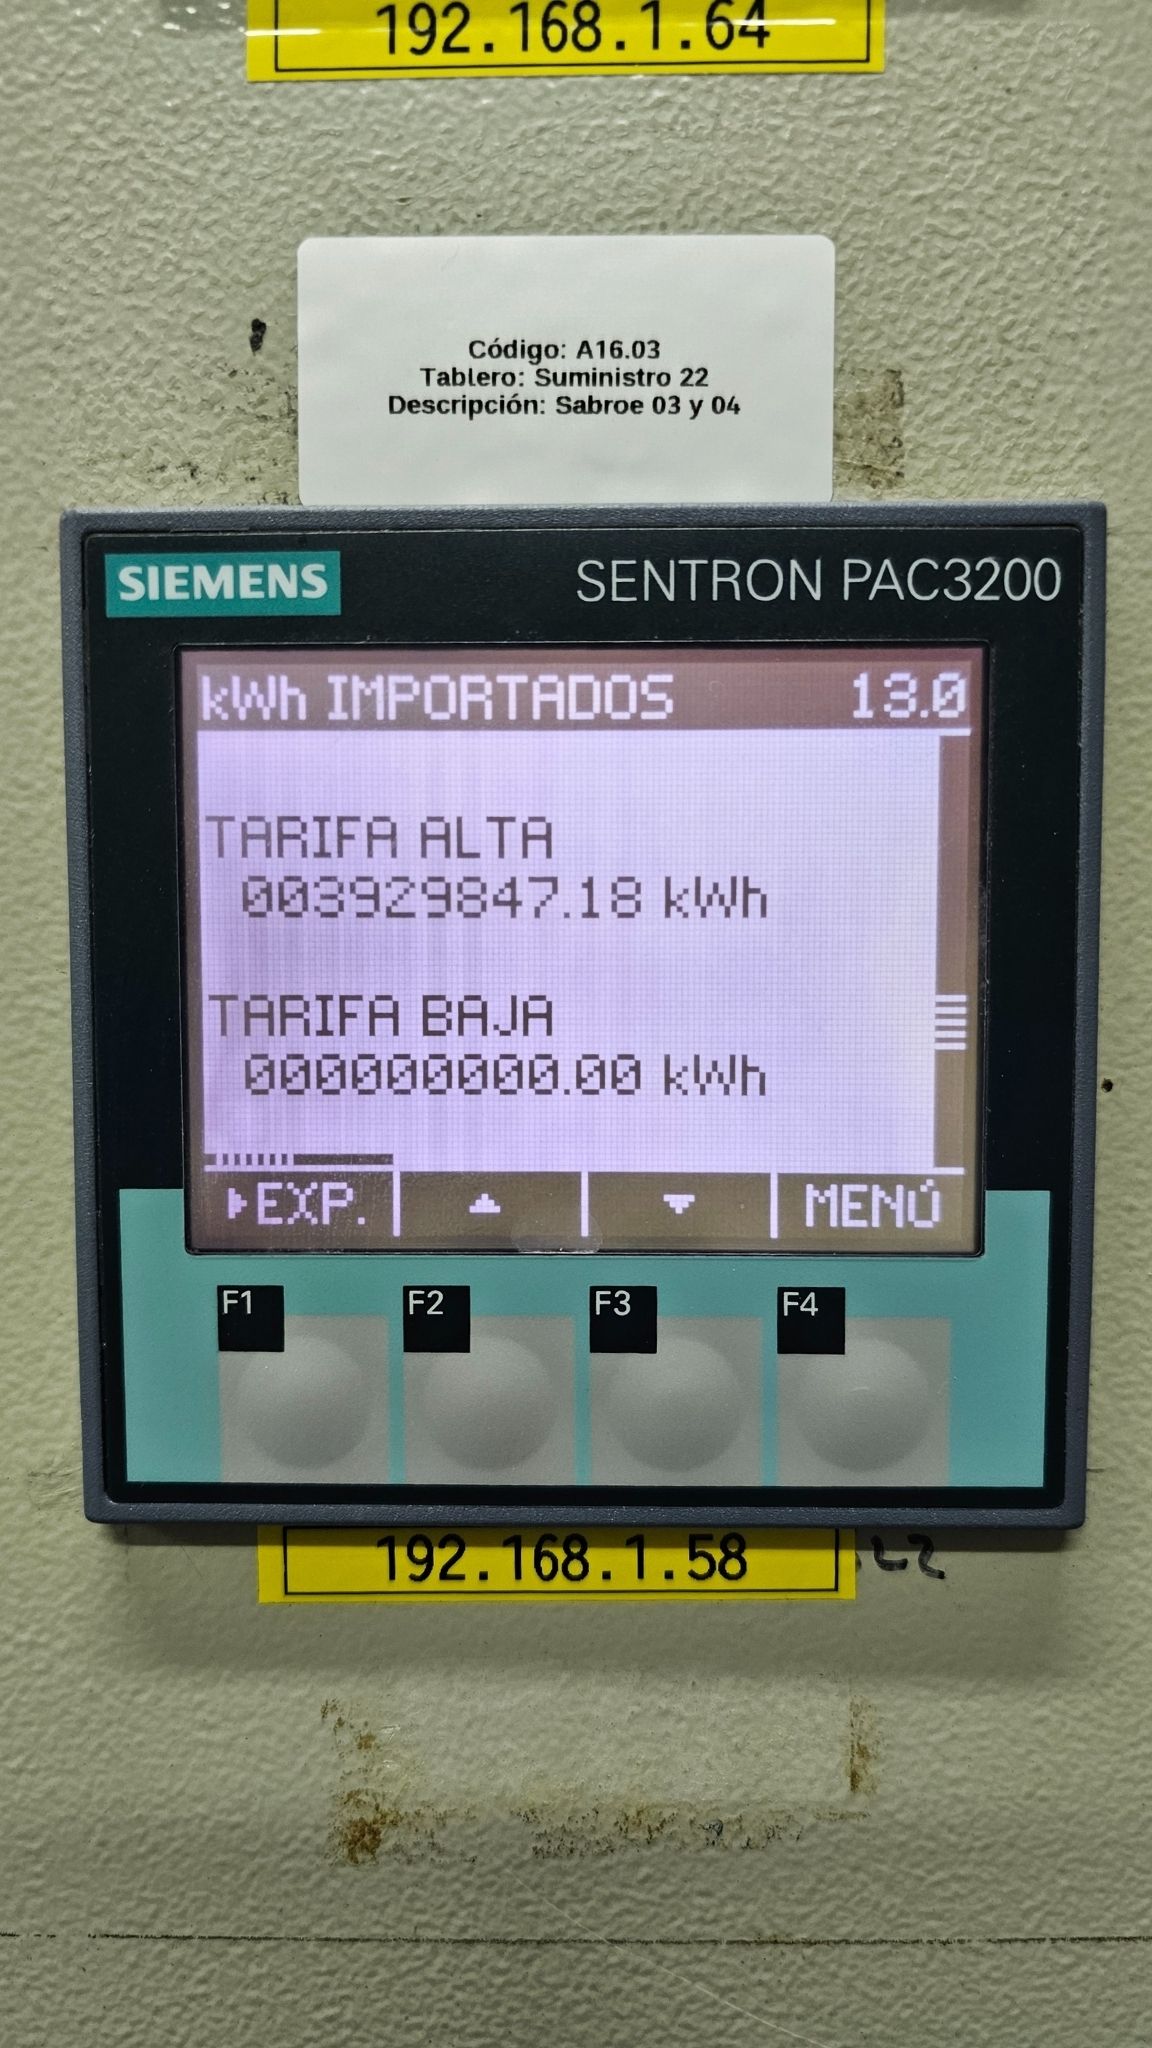 192.168.1.64
Código: A16.03
Tablero: Suministro 22
Descripción: Sabroe 03 y 04
SIEMENS SENTRON PAC3200
kWh IMPORTADOS 13.0
TARIFA ALTA
003929847.18 kWh
TARIFA BAJA
000000000.00 kWh
EXP. MENÚ
F1 F2 F3 F4
192.168.1.58